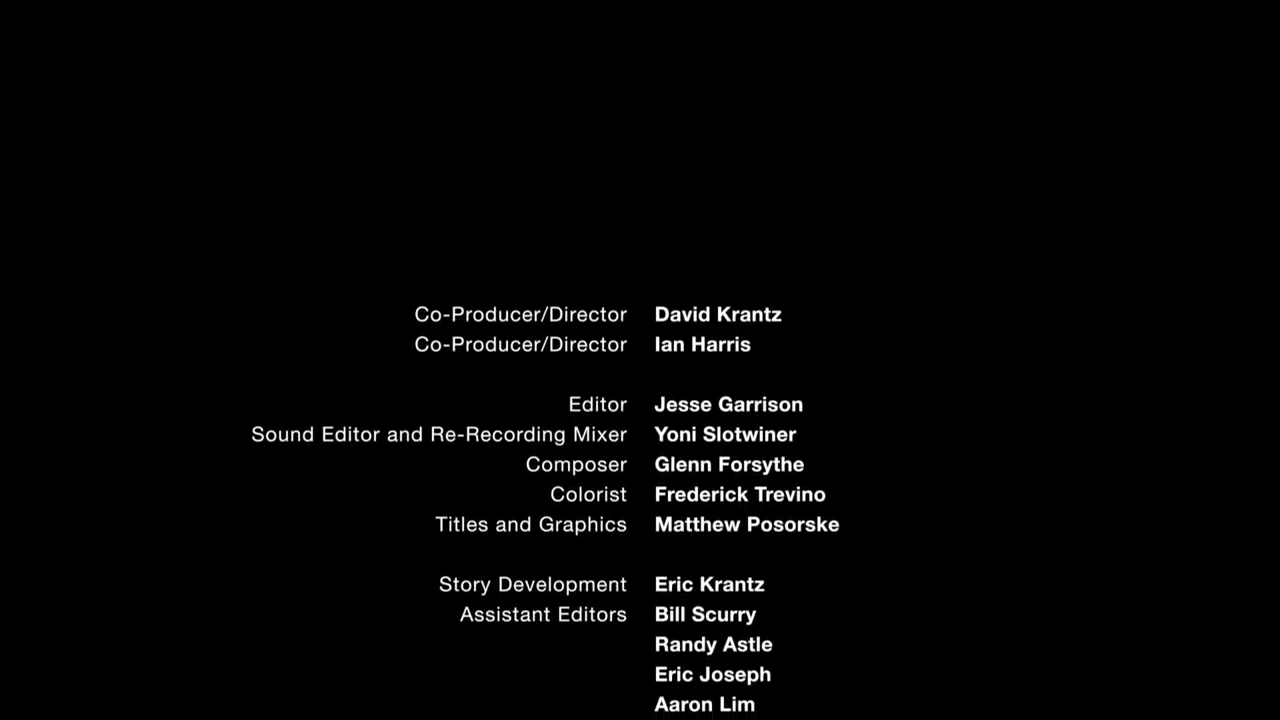 Co-Producer/Director David Krantz
Co-Producer/Director Ian Harris
Editor Jesse Garrison
Sound Editor and Re-Recording Mixer Yoni Slotwiner
Composer Glenn Forsythe
Colorist Frederick Trevino
Titles and Graphics Matthew Posorske
Story Development Eric Krantz
Assistant Editors Bill Scurry
Randy Astle
Eric Joseph
Aaron Lim